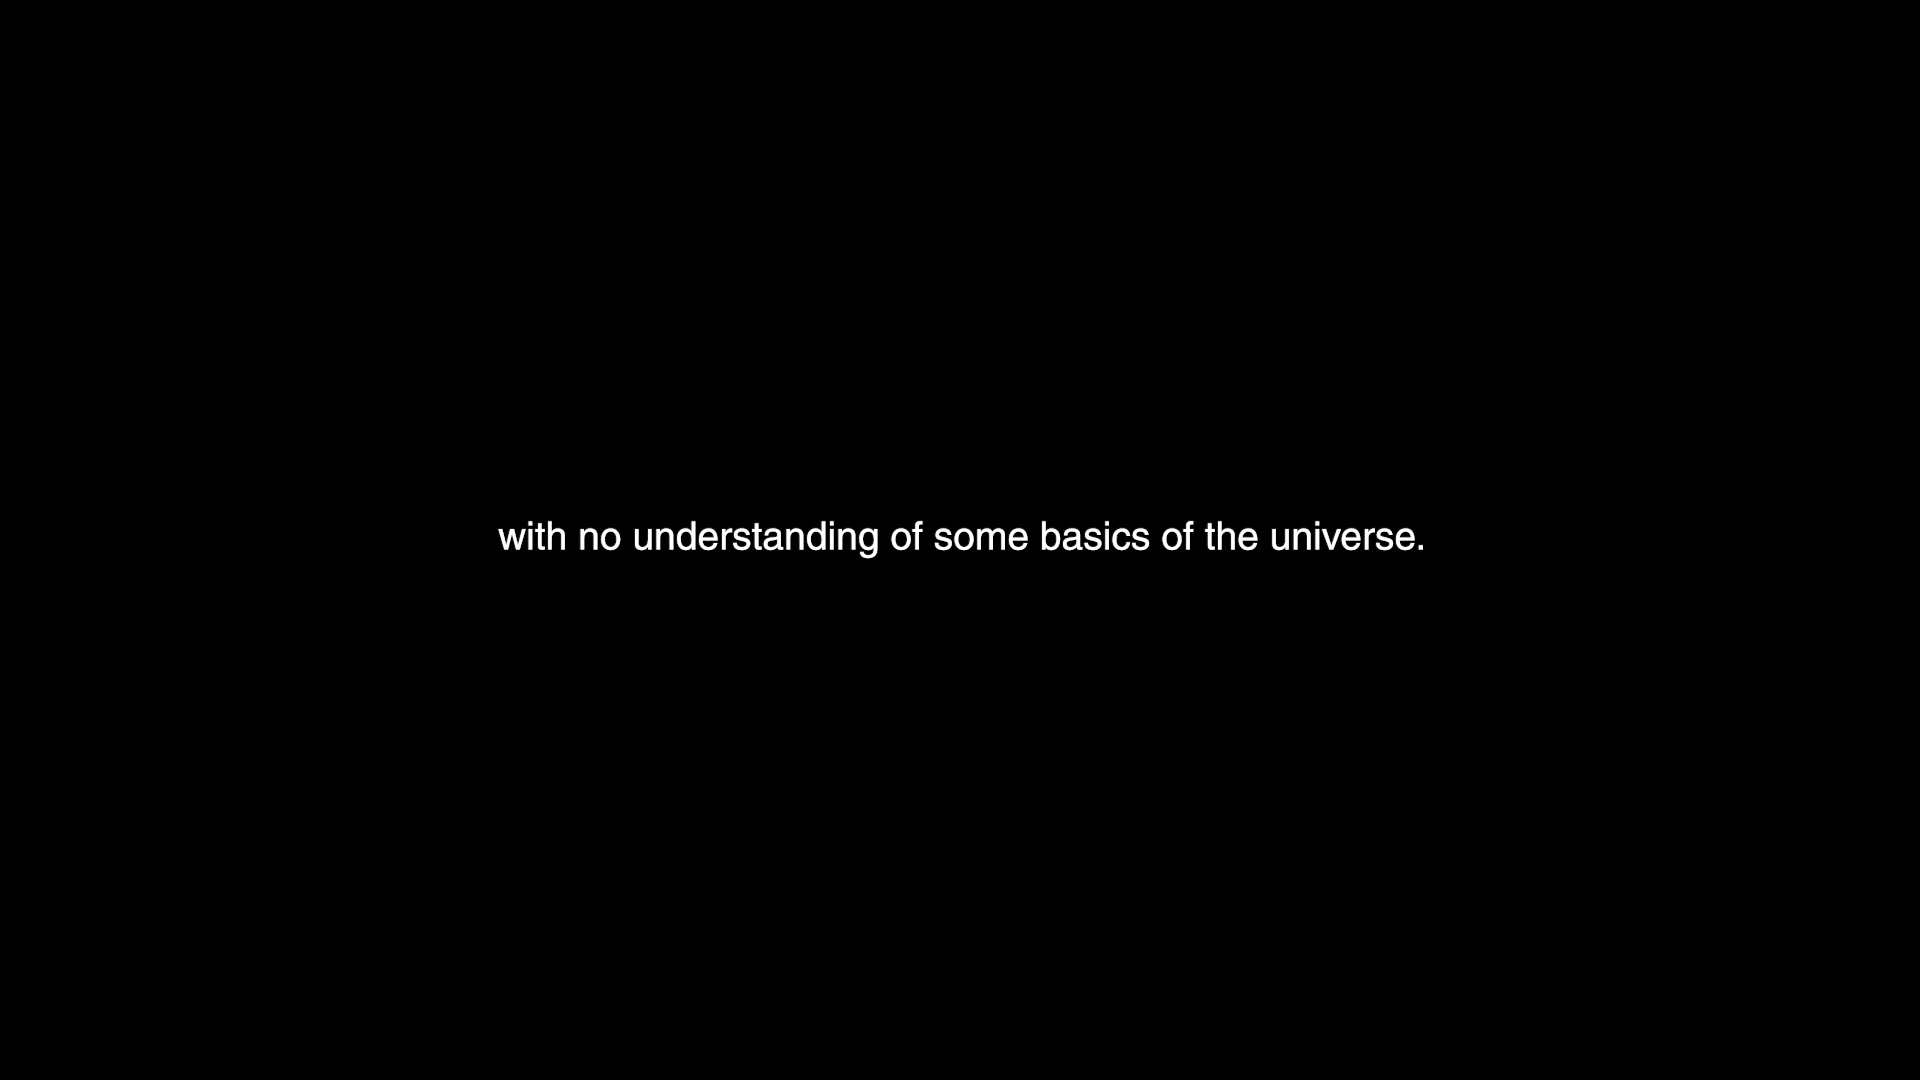 with no understanding of some basics of the universe.